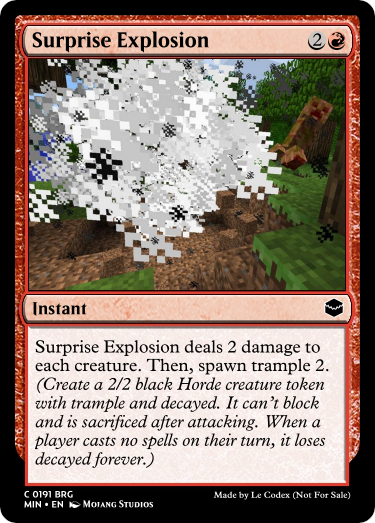 Surprise Explosion 2
Instant
Surprise Explosion deals 2 damage to
each creature. Then, spawn trample 2.
(Create a 2/2 black Horde creature token
with trample and decayed. It can't block
and is sacrificed after attacking. When a
player casts no spells on their turn, it loses
decayed forever.)
C 0191 BRG
MIN • EN Mojang Studios
Made by Le Codex (Not For Sale)